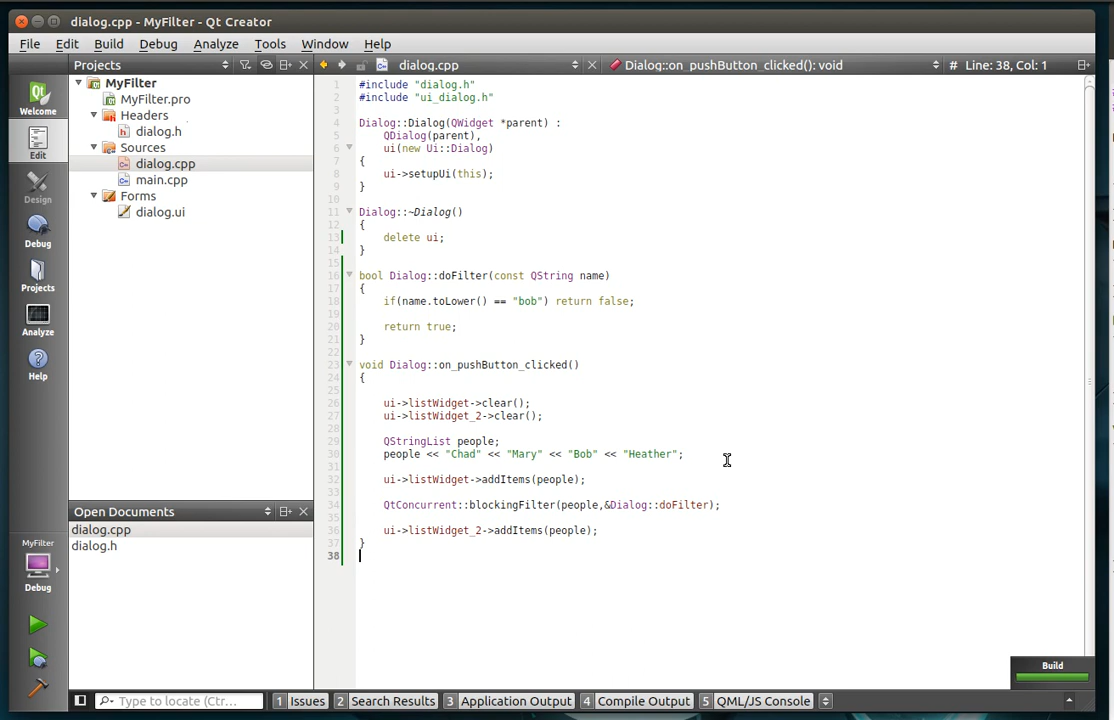 dialog.cpp - MyFilter - Qt Creator
File Edit Build Debug Analyze Tools Window Help
Projects dialog.cpp Dialog::on_pushButton_clicked(): void # Line: 38, Col: 1
Welcome
Edit
Design
Debug
Projects
Analyze
Help
MyFilter
MyFilter.pro
Headers
dialog.h
Sources
dialog.cpp
main.cpp
Forms
dialog.ui
1 #include "dialog.h"
2 #include "ui_dialog.h"
3
4 Dialog::Dialog(QWidget *parent) :
5 QDialog(parent),
6 ui(new Ui::Dialog)
7 {
8 ui->setupUi(this);
9 }
10
11 Dialog::~Dialog()
12 {
13 delete ui;
14 }
15
16 bool Dialog::doFilter(const QString name)
17 {
18 if(name.toLower() == "bob") return false;
19
20 return true;
21 }
22
23 void Dialog::on_pushButton_clicked()
24 {
25
26 ui->listWidget->clear();
27 ui->listWidget_2->clear();
28
29 QStringList people;
30 people << "Chad" << "Mary" << "Bob" << "Heather";
31
32 ui->listWidget->addItems(people);
33
34 QtConcurrent::blockingFilter(people,&Dialog::doFilter);
35
36 ui->listWidget_2->addItems(people);
37 }
38
Open Documents
dialog.cpp
dialog.h
MyFilter
Debug
Build
Type to locate (Ctr... 1 Issues 2 Search Results 3 Application Output 4 Compile Output 5 QML/JS Console